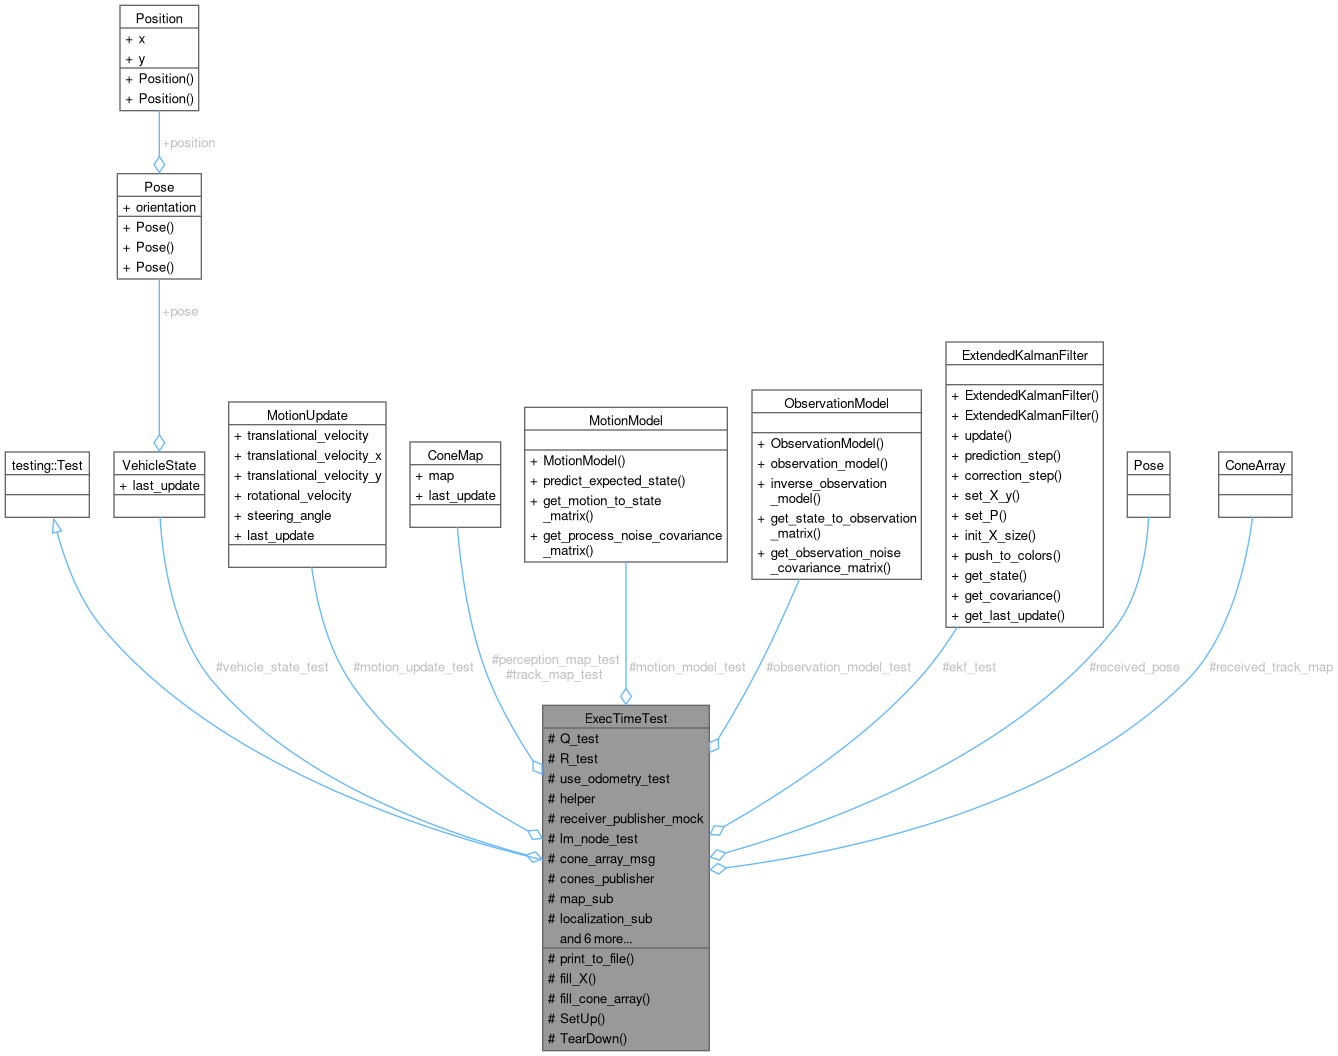 Position
+ x
+ y
+ Position()
+ Position()
+position
Pose
+ orientation
+ Pose()
+ Pose()
+ Pose()
+pose
testing::Test
VehicleState
+ last_update
MotionUpdate
+ translational_velocity
+ translational_velocity_x
+ translational_velocity_y
+ rotational_velocity
+ steering_angle
+ last_update
ConeMap
+ map
+ last_update
MotionModel
+ MotionModel()
+ predict_expected_state()
+ get_motion_to_state
_matrix()
+ get_process_noise_covariance
_matrix()
ObservationModel
+ ObservationModel()
+ observation_model()
+ inverse_observation
_model()
+ get_state_to_observation
_matrix()
+ get_observation_noise
_covariance_matrix()
ExtendedKalmanFilter
+ ExtendedKalmanFilter()
+ ExtendedKalmanFilter()
+ update()
+ prediction_step()
+ correction_step()
+ set_X_y()
+ set_P()
+ init_X_size()
+ push_to_colors()
+ get_state()
+ get_covariance()
+ get_last_update()
Pose
ConeArray
#vehicle_state_test
#motion_update_test
#perception_map_test
#track_map_test
#motion_model_test
#observation_model_test
#ekf_test
#received_pose
#received_track_map
ExecTimeTest
# Q_test
# R_test
# use_odometry_test
# helper
# receiver_publisher_mock
# lm_node_test
# cone_array_msg
# cones_publisher
# map_sub
# localization_sub
and 6 more...
# print_to_file()
# fill_X()
# fill_cone_array()
# SetUp()
# TearDown()